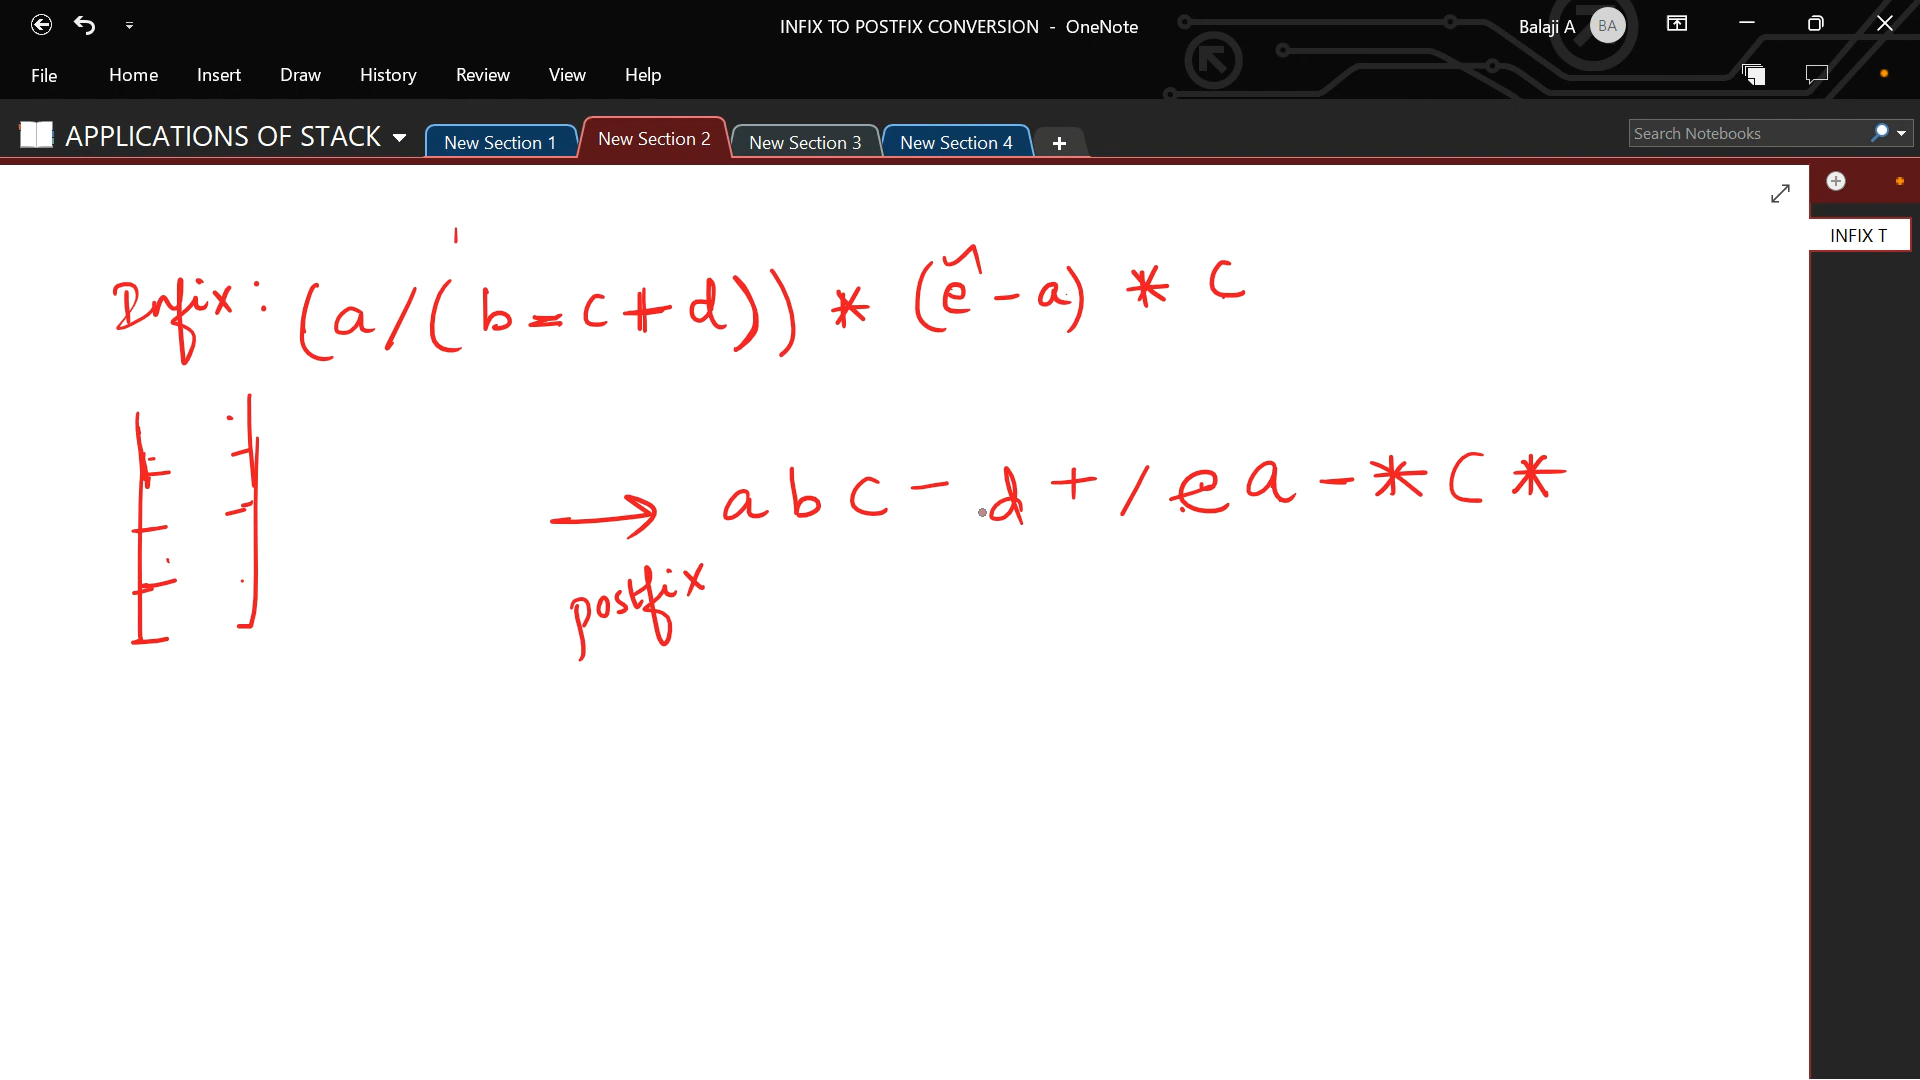 INFIX TO POSTFIX CONVERSION - OneNote
Balaji A BA
File Home Insert Draw History Review View Help
APPLICATIONS OF STACK New Section 1 New Section 2 New Section 3 New Section 4 + Search Notebooks
INFIX T
Infix : (a/(b-c+d)) * (e-a) * c
→ a b c - d + / e a - * c *
postfix